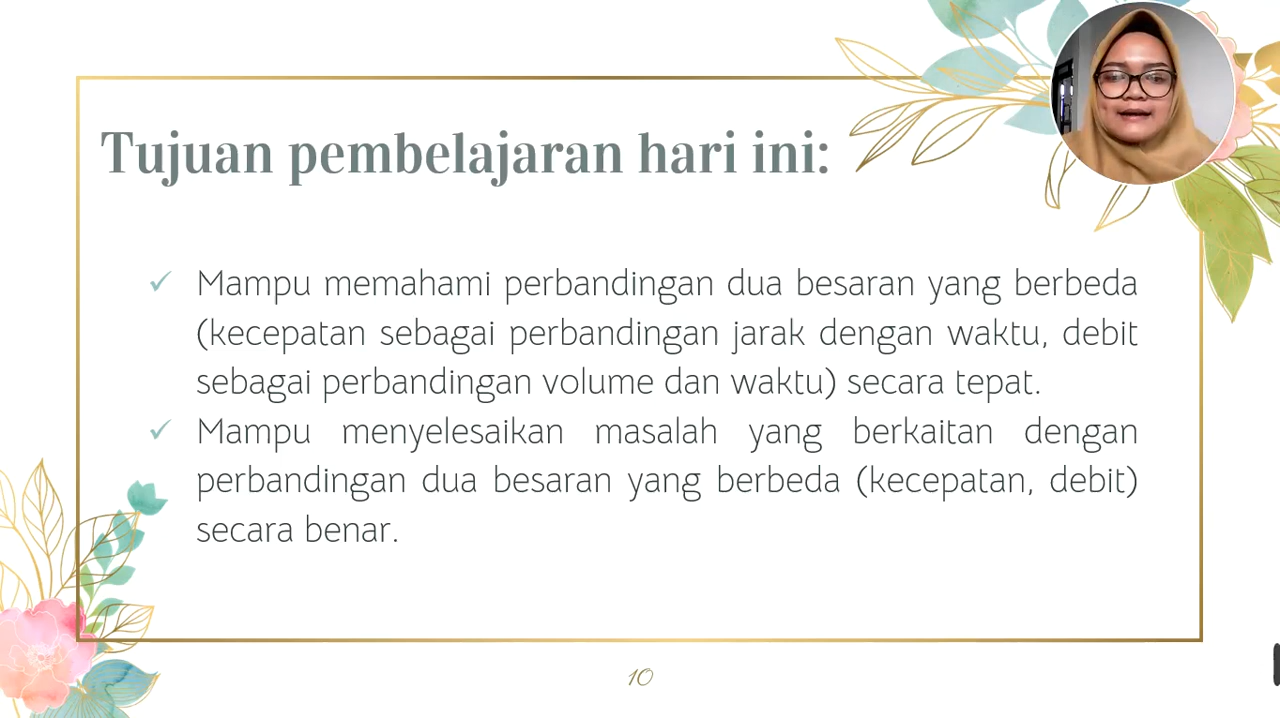 Tujuan pembelajaran hari ini:
Mampu memahami perbandingan dua besaran yang berbeda
(kecepatan sebagai perbandingan jarak dengan waktu, debit
sebagai perbandingan volume dan waktu) secara tepat.
Mampu menyelesaikan masalah yang berkaitan dengan
perbandingan dua besaran yang berbeda (kecepatan, debit)
secara benar.
10